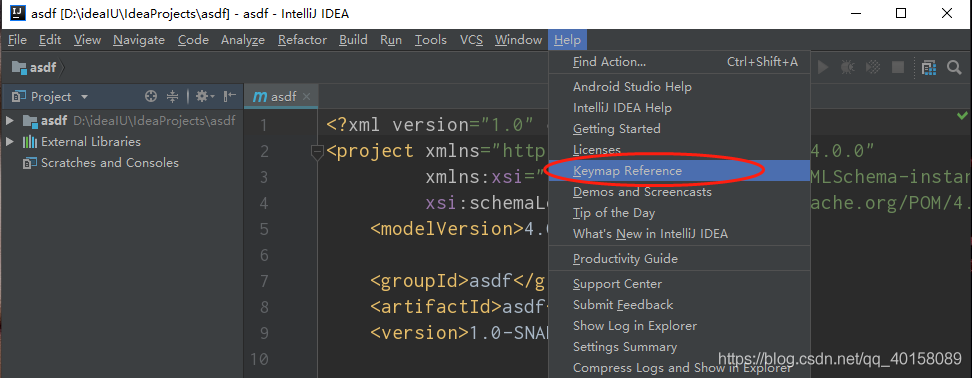 asdf [D:\ideaIU\IdeaProjects\asdf] - asdf - IntelliJ IDEA
File Edit View Navigate Code Analyze Refactor Build Run Tools VCS Window Help
asdf
Project
asdf
asdf D:\ideaIU\IdeaProjects\asdf
External Libraries
Scratches and Consoles
1 <?xml version="1.0"
2 <project xmlns="http 4.0.0"
3 xmlns:xsi=" MLSchema-instan
4 xsi:schemaLo ache.org/POM/4.
5 <modelVersion>4.0
6
7 <groupId>asdf</g
8 <artifactId>asdf
9 <version>1.0-SNA
10
Find Action... Ctrl+Shift+A
Android Studio Help
IntelliJ IDEA Help
Getting Started
Licenses
Keymap Reference
Demos and Screencasts
Tip of the Day
What's New in IntelliJ IDEA
Productivity Guide
Support Center
Submit Feedback
Show Log in Explorer
Settings Summary
Compress Logs and Show in Explorer
https://blog.csdn.net/qq_40158089